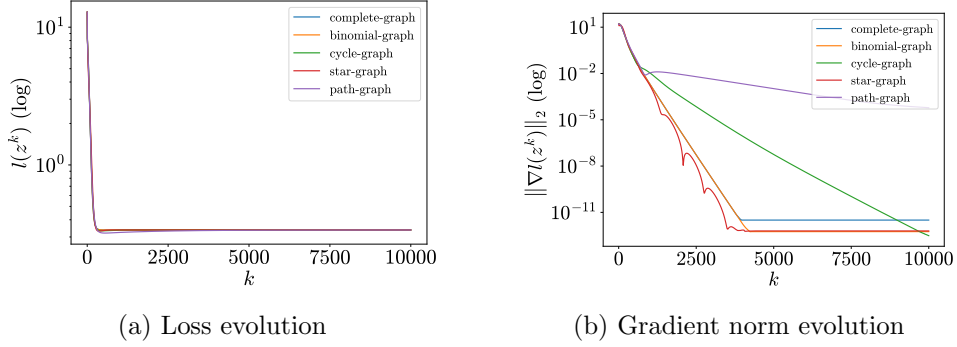 10^1
10^0
l(z^k) (log)
0
2500
5000
7500
10000
k
complete-graph
binomial-graph
cycle-graph
star-graph
path-graph
(a) Loss evolution
10^1
10^{-2}
10^{-5}
10^{-8}
10^{-11}
‖∇l(z^k)‖_2 (log)
0
2500
5000
7500
10000
k
complete-graph
binomial-graph
cycle-graph
star-graph
path-graph
(b) Gradient norm evolution